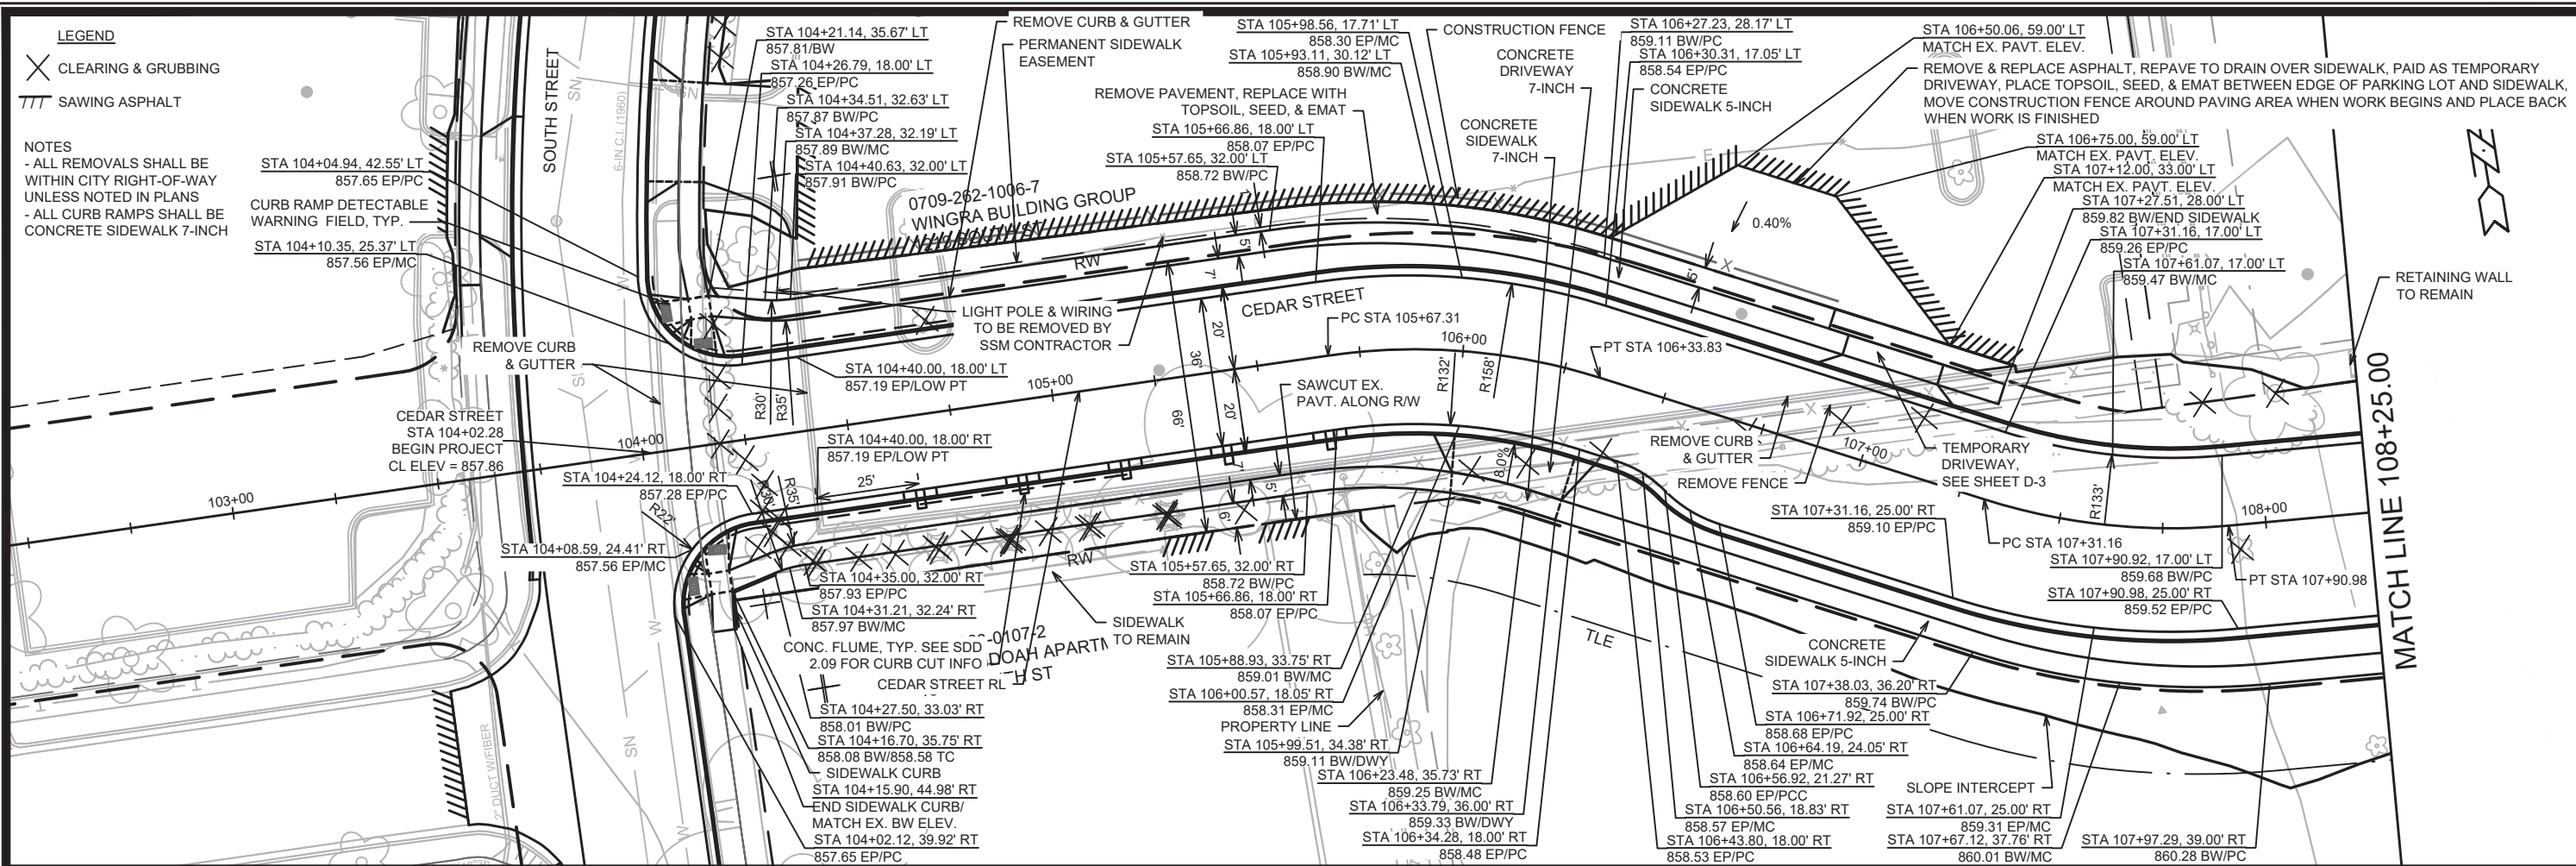 LEGEND
CLEARING & GRUBBING
SAWING ASPHALT
NOTES
- ALL REMOVALS SHALL BE
WITHIN CITY RIGHT-OF-WAY
UNLESS NOTED IN PLANS
- ALL CURB RAMPS SHALL BE
CONCRETE SIDEWALK 7-INCH
STA 104+04.94, 42.55' LT
857.65 EP/PC
CURB RAMP DETECTABLE
WARNING FIELD, TYP.
STA 104+10.35, 25.37' LT
857.56 EP/MC
SOUTH STREET
SN
6-IN C.I. (1960)
SN
STA 104+21.14, 35.67' LT
857.81/BW
STA 104+26.79, 18.00' LT
857.26 EP/PC
STA 104+34.51, 32.63' LT
857.87 BW/PC
STA 104+37.28, 32.19' LT
857.89 BW/MC
STA 104+40.63, 32.00' LT
857.91 BW/PC
REMOVE CURB & GUTTER
PERMANENT SIDEWALK
EASEMENT
STA 105+98.56, 17.71' LT
858.30 EP/MC
STA 105+93.11, 30.12' LT
858.90 BW/MC
REMOVE PAVEMENT, REPLACE WITH
TOPSOIL, SEED, & EMAT
STA 105+66.86, 18.00' LT
858.07 EP/PC
STA 105+57.65, 32.00' LT
858.72 BW/PC
0709-262-1006-7
WINGRA BUILDING GROUP
CONSTRUCTION FENCE
CONCRETE
DRIVEWAY
7-INCH
CONCRETE
SIDEWALK
7-INCH
STA 106+27.23, 28.17' LT
859.11 BW/PC
STA 106+30.31, 17.05' LT
858.54 EP/PC
CONCRETE
SIDEWALK 5-INCH
STA 106+50.06, 59.00' LT
MATCH EX. PAVT. ELEV.
REMOVE & REPLACE ASPHALT, REPAVE TO DRAIN OVER SIDEWALK, PAID AS TEMPORARY
DRIVEWAY, PLACE TOPSOIL, SEED, & EMAT BETWEEN EDGE OF PARKING LOT AND SIDEWALK,
MOVE CONSTRUCTION FENCE AROUND PAVING AREA WHEN WORK BEGINS AND PLACE BACK
WHEN WORK IS FINISHED
STA 106+75.00, 59.00' LT
MATCH EX. PAVT. ELEV.
STA 107+12.00, 33.00' LT
MATCH EX. PAVT. ELEV.
STA 107+27.51, 28.00' LT
859.82 BW/END SIDEWALK
STA 107+31.16, 17.00' LT
859.26 EP/PC
STA 107+61.07, 17.00' LT
859.47 BW/MC
RETAINING WALL
TO REMAIN
E
0.40%
X
5'
RW
7'
5'
CEDAR STREET
LIGHT POLE & WIRING
TO BE REMOVED BY
SSM CONTRACTOR
PC STA 105+67.31
106+00
PT STA 106+33.83
REMOVE CURB
& GUTTER
STA 104+40.00, 18.00' LT
857.19 EP/LOW PT
R30'
R35'
105+00
20'
36'
20'
66'
SAWCUT EX.
PAVT. ALONG R/W
R132'
R158'
CEDAR STREET
STA 104+02.28
BEGIN PROJECT
CL ELEV = 857.86
104+00
103+00
STA 104+40.00, 18.00' RT
857.19 EP/LOW PT
25'
STA 104+24.12, 18.00' RT
857.28 EP/PC
R30'
R35'
R22'
STA 104+08.59, 24.41' RT
857.56 EP/MC
7'
5'
6'
8.0%
REMOVE CURB
& GUTTER
REMOVE FENCE
107+00
TEMPORARY
DRIVEWAY,
SEE SHEET D-3
R133'
108+00
MATCH LINE 108+25.00
STA 107+31.16, 25.00' RT
859.10 EP/PC
PC STA 107+31.16
STA 107+90.92, 17.00' LT
859.68 BW/PC
PT STA 107+90.98
STA 107+90.98, 25.00' RT
859.52 EP/PC
RW
STA 104+35.00, 32.00' RT
857.93 EP/PC
STA 104+31.21, 32.24' RT
857.97 BW/MC
SIDEWALK
TO REMAIN
-0107-2
DOAH APARTM
H ST
CONC. FLUME, TYP. SEE SDD
2.09 FOR CURB CUT INFO
CEDAR STREET RL
STA 105+57.65, 32.00' RT
858.72 BW/PC
STA 105+66.86, 18.00' RT
858.07 EP/PC
TLE
STA 105+88.93, 33.75' RT
859.01 BW/MC
STA 106+00.57, 18.05' RT
858.31 EP/MC
PROPERTY LINE
STA 105+99.51, 34.38' RT
859.11 BW/DWY
STA 106+23.48, 35.73' RT
859.25 BW/MC
STA 106+33.79, 36.00' RT
859.33 BW/DWY
STA 106+34.28, 18.00' RT
858.48 EP/PC
STA 104+27.50, 33.03' RT
858.01 BW/PC
STA 104+16.70, 35.75' RT
858.08 BW/858.58 TC
SIDEWALK CURB
STA 104+15.90, 44.98' RT
END SIDEWALK CURB/
MATCH EX. BW ELEV.
STA 104+02.12, 39.92' RT
857.65 EP/PC
2" DUCT W/FIBER
SN
W
CONCRETE
SIDEWALK 5-INCH
STA 107+38.03, 36.20' RT
859.74 BW/PC
STA 106+71.92, 25.00' RT
858.68 EP/PC
STA 106+64.19, 24.05' RT
858.64 EP/MC
STA 106+56.92, 21.27' RT
858.60 EP/PCC
STA 106+50.56, 18.83' RT
858.57 EP/MC
STA 106+43.80, 18.00' RT
858.53 EP/PC
SLOPE INTERCEPT
STA 107+61.07, 25.00' RT
859.31 EP/MC
STA 107+67.12, 37.76' RT
860.01 BW/MC
STA 107+97.29, 39.00' RT
860.28 BW/PC